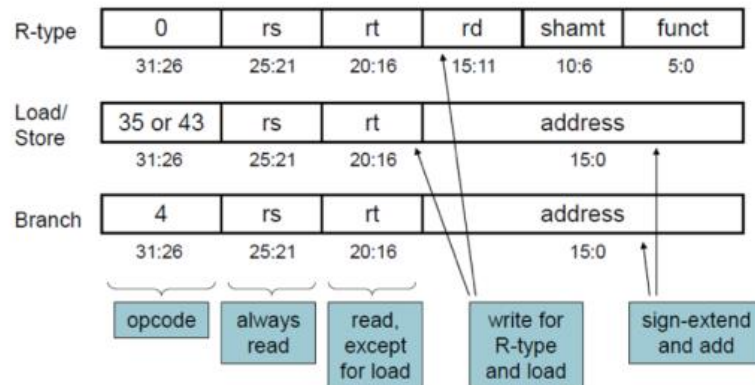 R-type 0 rs rt rd shamt funct
31:26 25:21 20:16 15:11 10:6 5:0
Load/
Store 35 or 43 rs rt address
31:26 25:21 20:16 15:0
Branch 4 rs rt address
31:26 25:21 20:16 15:0
opcode
always
read
read,
except
for load
write for
R-type
and load
sign-extend
and add